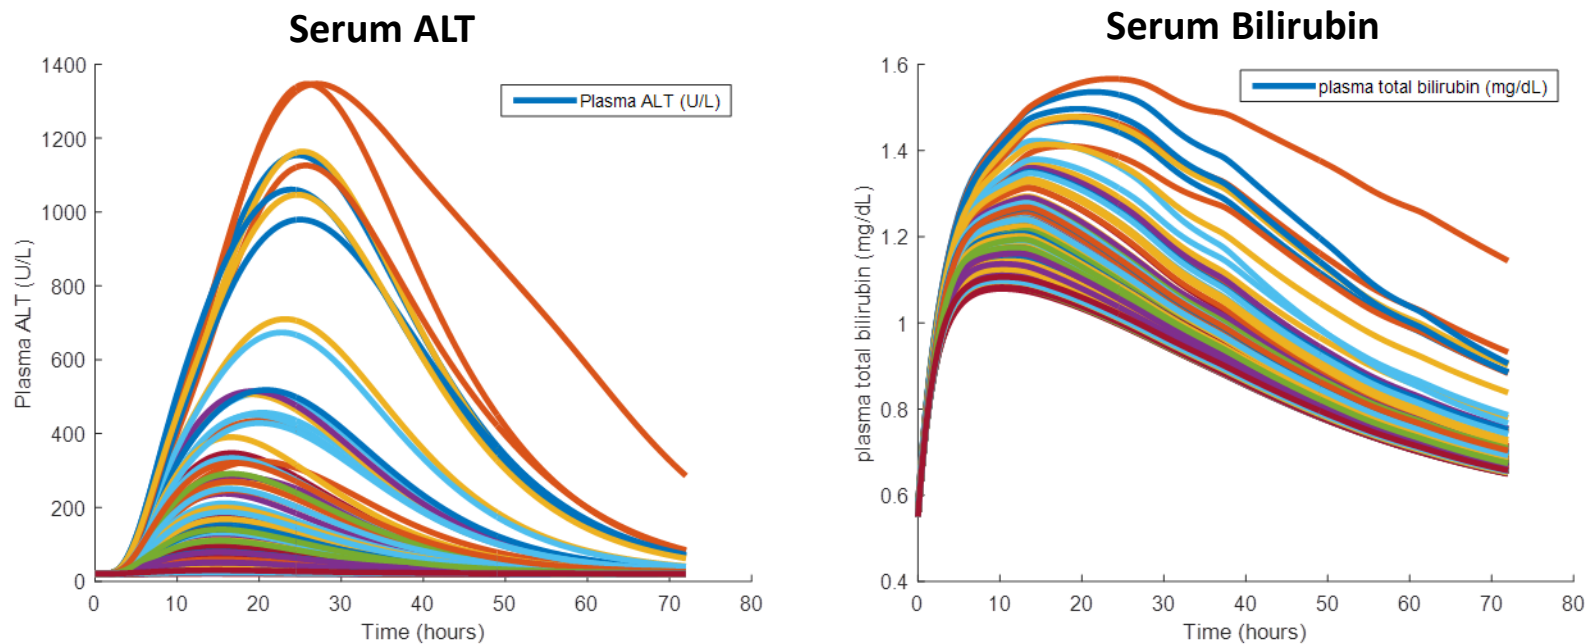 Serum ALT
1400
1200
1000
800
600
400
200
0
Plasma ALT (U/L)
Plasma ALT (U/L)
0 10 20 30 40 50 60 70 80
Time (hours)
Serum Bilirubin
1.6
1.4
1.2
1
0.8
0.6
0.4
plasma total bilirubin (mg/dL)
plasma total bilirubin (mg/dL)
0 10 20 30 40 50 60 70 80
Time (hours)